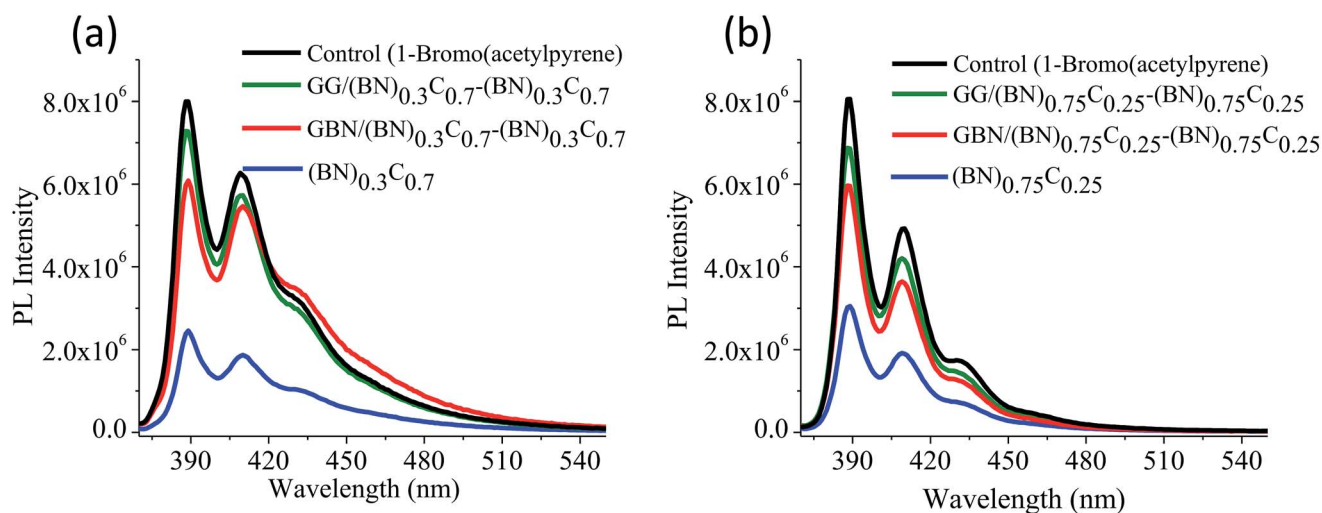 (a)
Control (1-Bromo(acetylpyrene)
GG/(BN)0.3C0.7-(BN)0.3C0.7
GBN/(BN)0.3C0.7-(BN)0.3C0.7
(BN)0.3C0.7
8.0x10^6
6.0x10^6
4.0x10^6
2.0x10^6
0.0
PL Intensity
390 420 450 480 510 540
Wavelength (nm)
(b)
Control (1-Bromo(acetylpyrene)
GG/(BN)0.75C0.25-(BN)0.75C0.25
GBN/(BN)0.75C0.25-(BN)0.75C0.25
(BN)0.75C0.25
8.0x10^6
6.0x10^6
4.0x10^6
2.0x10^6
0.0
PL Intensity
390 420 450 480 510 540
Wavelength (nm)